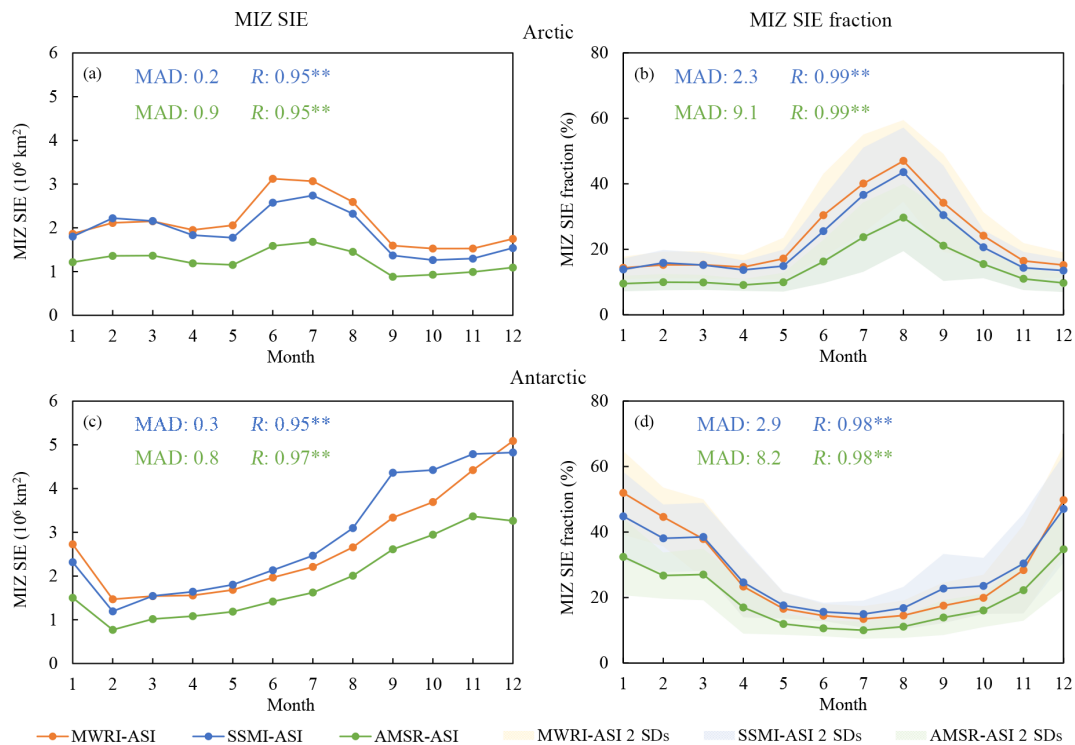 MIZ SIE
MIZ SIE fraction
Arctic
(a)
MAD: 0.2 R: 0.95**
MAD: 0.9 R: 0.95**
MIZ SIE (10⁶ km²)
6
5
4
3
2
1
0
1 2 3 4 5 6 7 8 9 10 11 12
Month
(b)
MAD: 2.3 R: 0.99**
MAD: 9.1 R: 0.99**
MIZ SIE fraction (%)
80
60
40
20
0
1 2 3 4 5 6 7 8 9 10 11 12
Month
Antarctic
(c)
MAD: 0.3 R: 0.95**
MAD: 0.8 R: 0.97**
MIZ SIE (10⁶ km²)
6
5
4
3
2
1
0
1 2 3 4 5 6 7 8 9 10 11 12
Month
(d)
MAD: 2.9 R: 0.98**
MAD: 8.2 R: 0.98**
MIZ SIE fraction (%)
80
60
40
20
0
1 2 3 4 5 6 7 8 9 10 11 12
Month
MWRI-ASI SSMI-ASI AMSR-ASI MWRI-ASI 2 SDs SSMI-ASI 2 SDs AMSR-ASI 2 SDs